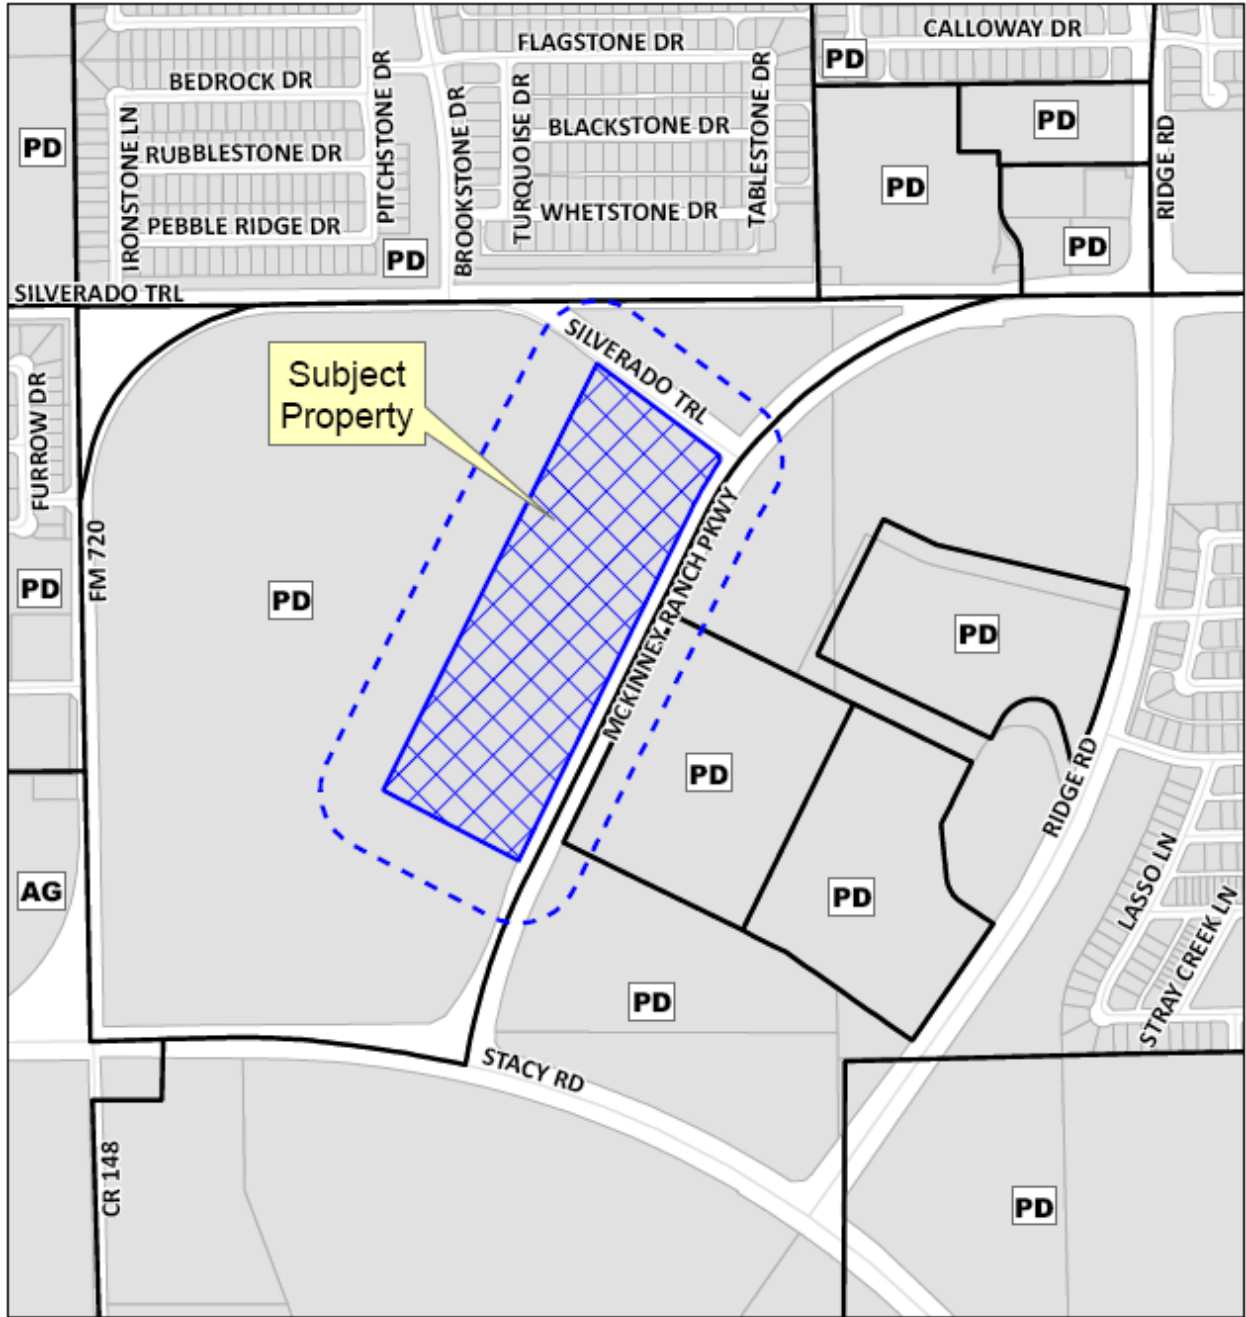 CALLOWAY DR
FLAGSTONE DR
PD
BEDROCK DR
PITCHSTONE DR
BROOKSTONE DR
TURQUOISE DR
TABLESTONE DR
PD
BLACKSTONE DR
PD
IRONSTONE LN
RUBBLESTONE DR
RIDGE RD
PD
WHETSTONE DR
PEBBLE RIDGE DR
PD
PD
SILVERADO TRL
SILVERADO TRL
Subject
Property
FURROW DR
FM 720
PD
PD
MCKINNEY RANCH PKWY
PD
PD
RIDGE RD
AG
PD
LASSO LN
STRAY CREEK LN
PD
STACY RD
CR 148
PD